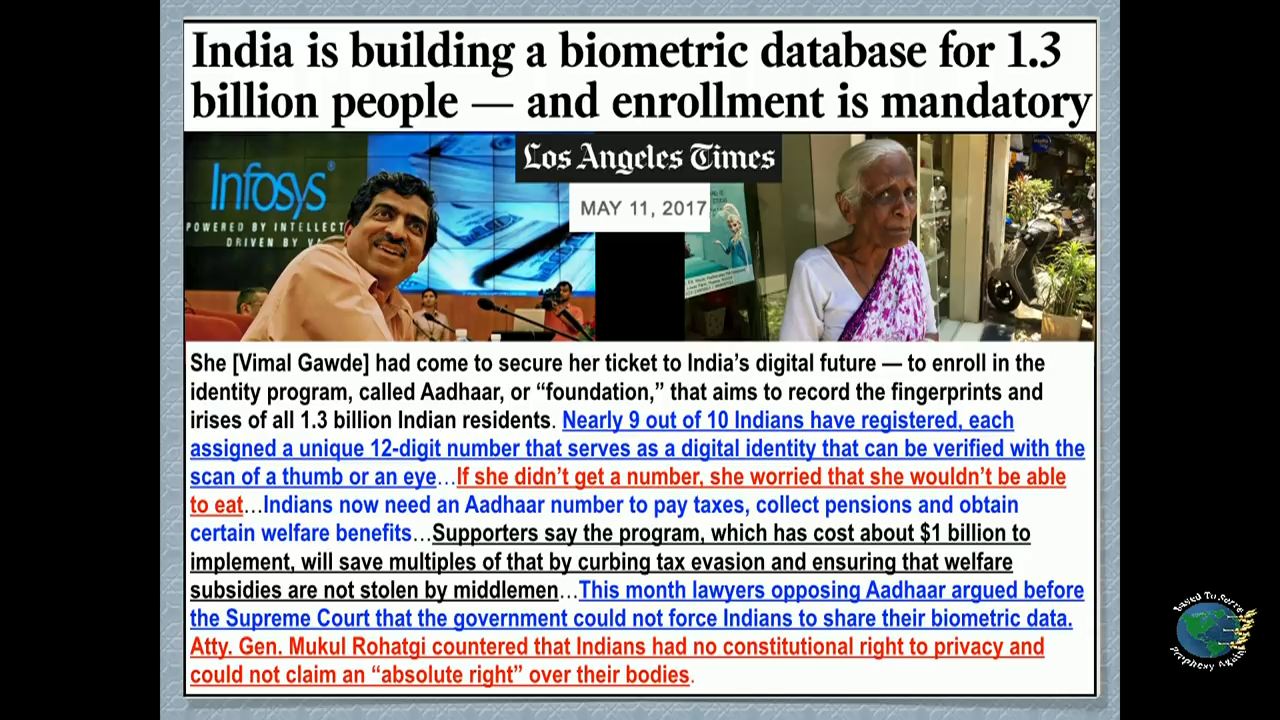 India is building a biometric database for 1.3
billion people — and enrollment is mandatory
Los Angeles Times
MAY 11, 2017
Infosys®
POWERED BY INTELLECT
DRIVEN BY VA
She [Vimal Gawde] had come to secure her ticket to India’s digital future — to enroll in the
identity program, called Aadhaar, or “foundation,” that aims to record the fingerprints and
irises of all 1.3 billion Indian residents. Nearly 9 out of 10 Indians have registered, each
assigned a unique 12-digit number that serves as a digital identity that can be verified with the
scan of a thumb or an eye…If she didn’t get a number, she worried that she wouldn’t be able
to eat…Indians now need an Aadhaar number to pay taxes, collect pensions and obtain
certain welfare benefits…Supporters say the program, which has cost about $1 billion to
implement, will save multiples of that by curbing tax evasion and ensuring that welfare
subsidies are not stolen by middlemen…This month lawyers opposing Aadhaar argued before
the Supreme Court that the government could not force Indians to share their biometric data.
Atty. Gen. Mukul Rohatgi countered that Indians had no constitutional right to privacy and
could not claim an “absolute right” over their bodies.
Prophesy Again